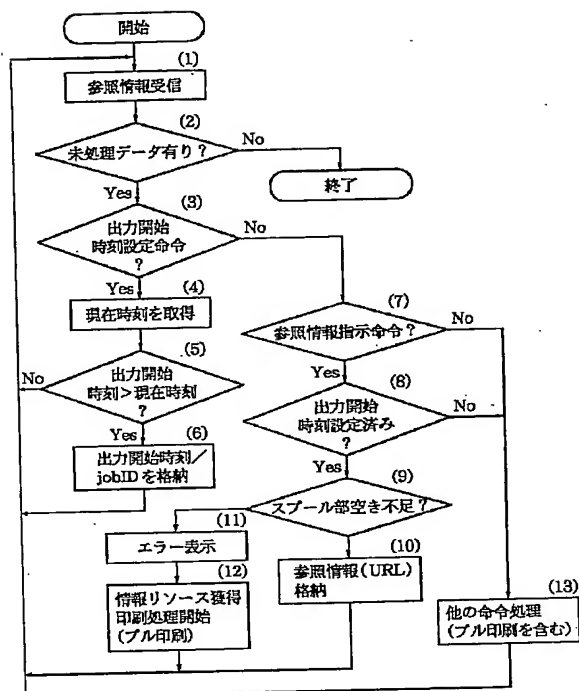 開始
(1)
参照情報受信
(2)
未処理データ有り?
No
終了
Yes
(3)
出力開始
時刻設定命令
?
No
Yes
(4)
現在時刻を取得
(5)
出力開始
時刻>現在時刻
?
No
Yes
(6)
出力開始時刻/
jobIDを格納
(7)
参照情報指示命令?
No
Yes
(8)
出力開始
時刻設定済み
?
No
Yes
(9)
スプール部空き不足?
(11)
エラー表示
(12)
情報リソース獲得
印刷処理開始
(プル印刷)
(10)
参照情報(URL)
格納
(13)
他の命令処理
(プル印刷を含む)